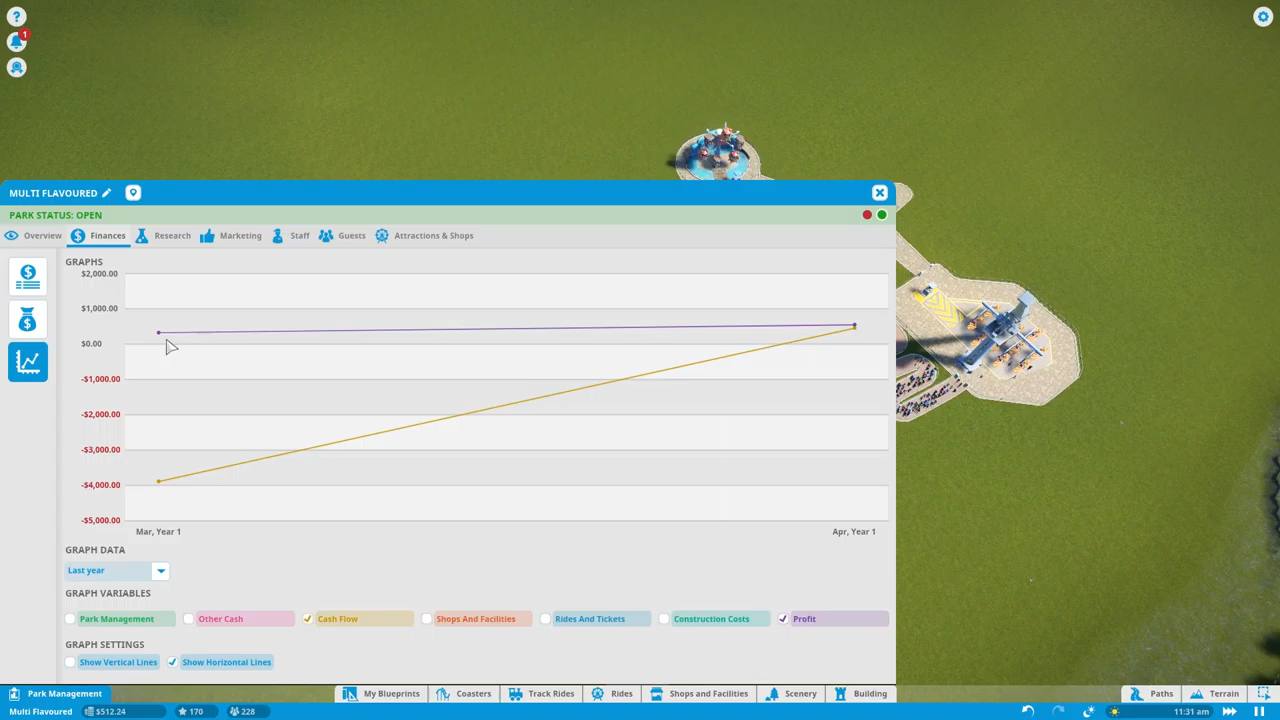 ?
1
MULTI FLAVOURED
PARK STATUS: OPEN
Overview Finances Research Marketing Staff Guests Attractions & Shops
GRAPHS
$2,000.00
$1,000.00
$0.00
-$1,000.00
-$2,000.00
-$3,000.00
-$4,000.00
-$5,000.00
Mar, Year 1 Apr, Year 1
GRAPH DATA
Last year
GRAPH VARIABLES
Park Management Other Cash Cash Flow Shops And Facilities Rides And Tickets Construction Costs Profit
GRAPH SETTINGS
Show Vertical Lines Show Horizontal Lines
Park Management My Blueprints Coasters Track Rides Rides Shops and Facilities Scenery Building Paths Terrain
Multi Flavoured $512.24 170 228 11:31 am